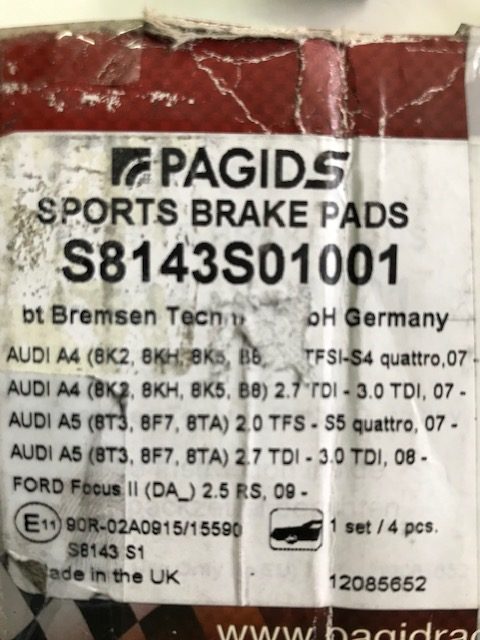 PAGIDS
SPORTS BRAKE PADS
S8143S01001
bt Bremsen Germany
AUDI A4 (8K2, 8KH, 8K5, B8 TFSI-S4 quattro,07 -
AUDI A4 (8K2, 8KH, 8K5, B8) 2.7 TDI - 3.0 TDI, 07 -
AUDI A5 (8T3, 8F7, 8TA) 2.0 TFS - S5 quattro, 07 -
AUDI A5 (8T3, 8F7, 8TA) 2.7 TDI - 3.0 TDI, 08 -
FORD Focus II (DA_) 2.5 RS, 09 -
E11 90R-02A0915/15590 1 set / 4 pcs.
S8143 S1
ade in the UK 12085652
www.pagidrac